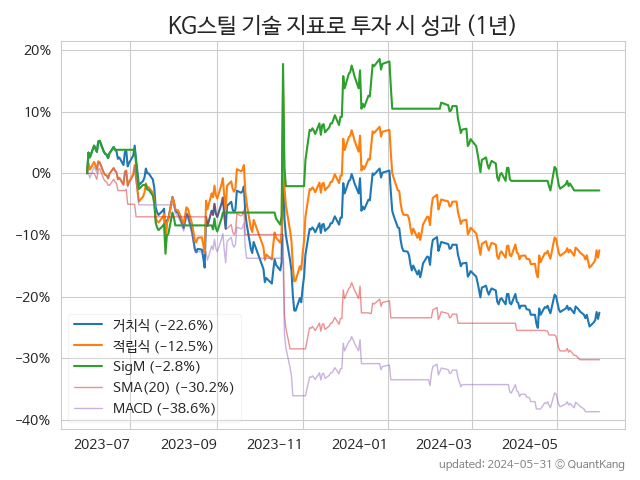 KG스틸 기술 지표로 투자 시 성과 (1년)
20%
10%
0%
−10%
−20%
−30%
−40%
거치식 (−22.6%)
적립식 (−12.5%)
SigM (−2.8%)
SMA(20) (−30.2%)
MACD (−38.6%)
2023-07 2023-09 2023-11 2024-01 2024-03 2024-05
updated: 2024-05-31 © QuantKang